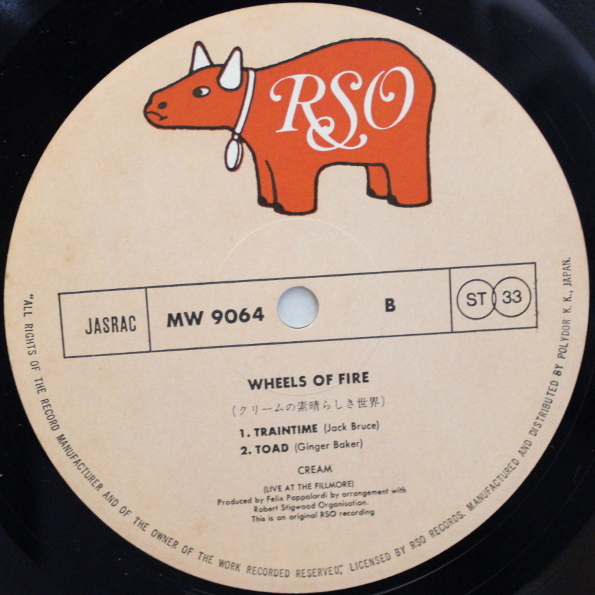 RSO
JASRAC
MW 9064
B
ST 33
WHEELS OF FIRE
(クリームの素晴らしき世界)
1. TRAINTIME (Jack Bruce)
2. TOAD (Ginger Baker)
CREAM
(LIVE AT THE FILLMORE)
Produced by Felix Pappalardi by arrangement with
Robert Stigwood Organisation.
This is an original RSO recording
"ALL RIGHTS OF THE RECORD MANUFACTURER AND OF THE OWNER OF THE WORK RECORDED RESERVED", LICENSED BY RSO RECORDS. MANUFACTURED AND DISTRIBUTED BY POLYDOR K. K., JAPAN.